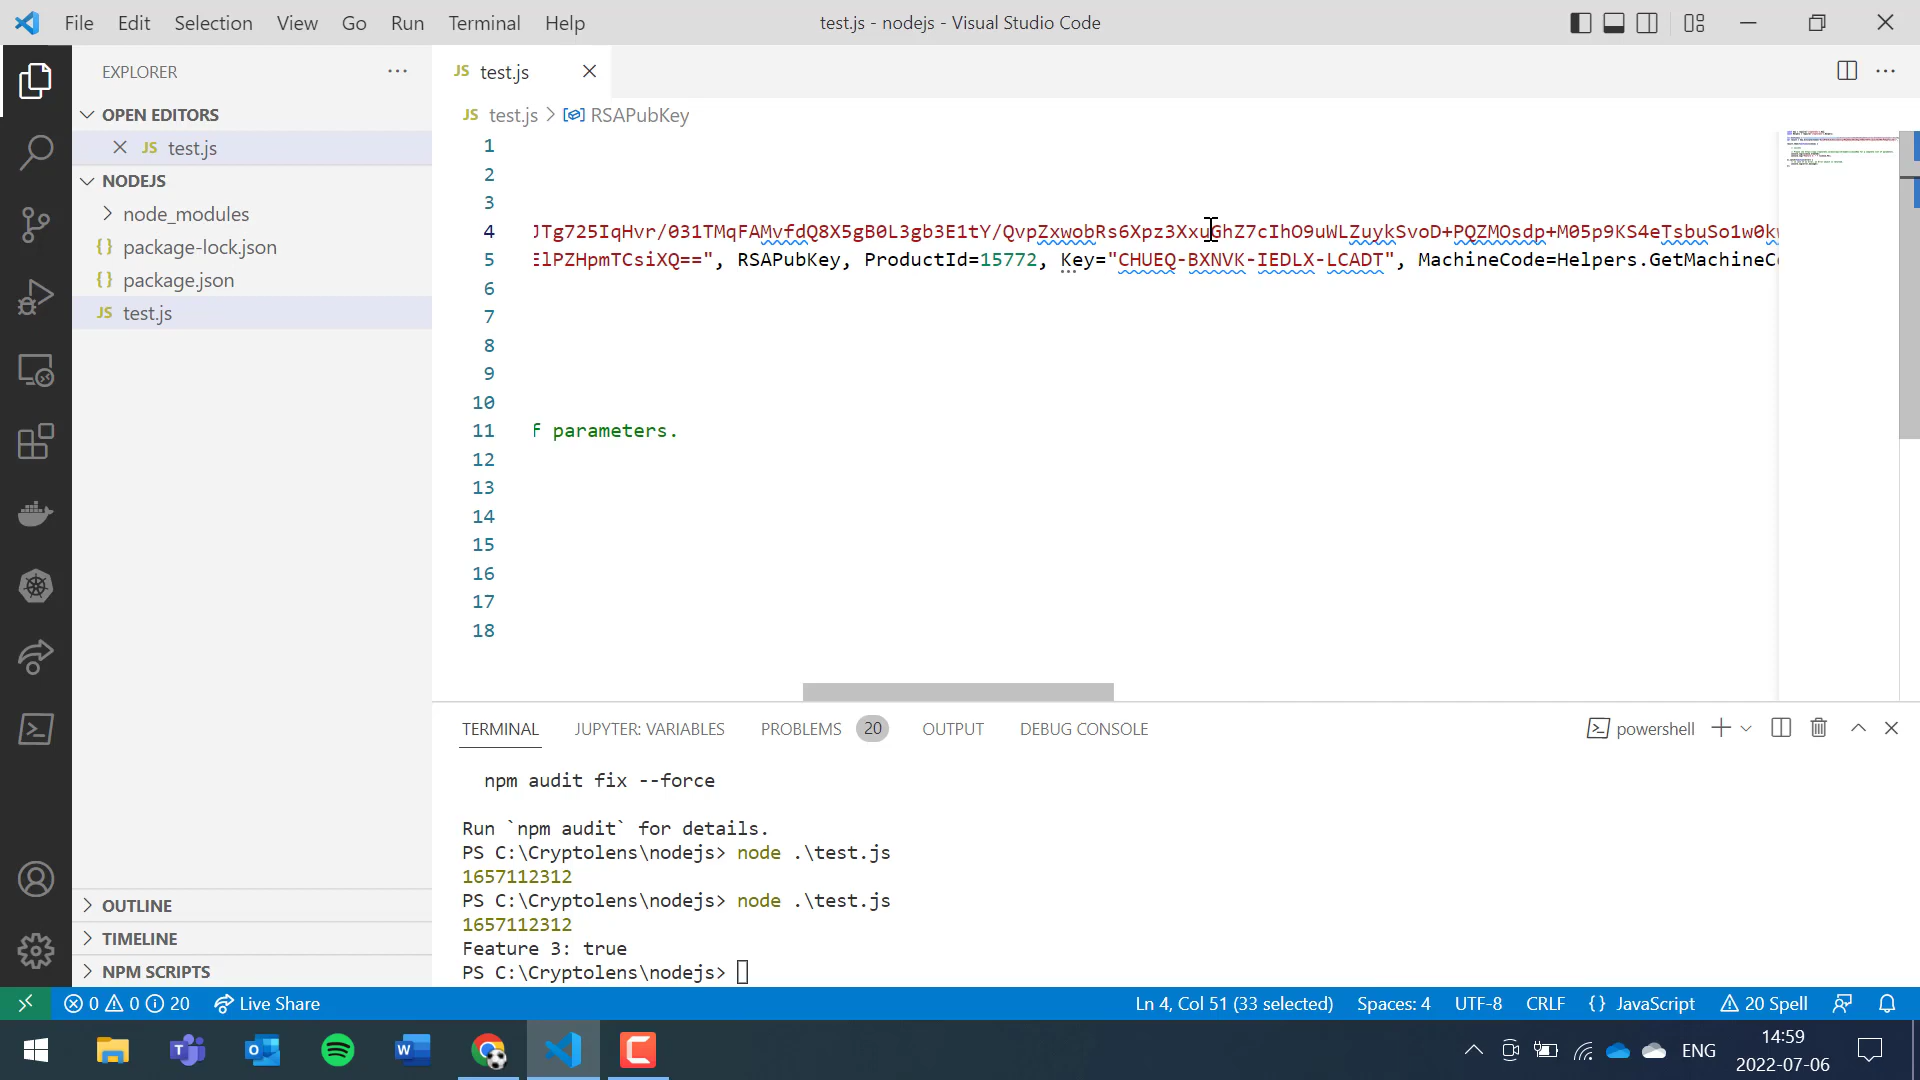 File Edit Selection View Go Run Terminal Help
test.js - nodejs - Visual Studio Code
EXPLORER
OPEN EDITORS
JS test.js
NODEJS
node_modules
{} package-lock.json
{} package.json
JS test.js
OUTLINE
TIMELINE
NPM SCRIPTS
JS test.js
JS test.js > RSAPubKey
1
2
3
4 JTg725IqHvr/031TMqFAMvfdQ8X5gB0L3gb3E1tY/QvpZxwobRs6Xpz3XxuGhZ7cIhO9uWLZuykSvoD+PQZMOsdp+M05p9KS4eTsbuSo1w0k
5 ElPZHpmTCsiXQ==", RSAPubKey, ProductId=15772, Key="CHUEQ-BXNVK-IEDLX-LCADT", MachineCode=Helpers.GetMachineC
6
7
8
9
10
11 f parameters.
12
13
14
15
16
17
18
TERMINAL JUPYTER: VARIABLES PROBLEMS 20 OUTPUT DEBUG CONSOLE
powershell
npm audit fix --force
Run `npm audit` for details.
PS C:\Cryptolens\nodejs> node .\test.js
1657112312
PS C:\Cryptolens\nodejs> node .\test.js
1657112312
Feature 3: true
PS C:\Cryptolens\nodejs>
0 0 20 Live Share
Ln 4, Col 51 (33 selected) Spaces: 4 UTF-8 CRLF {} JavaScript 20 Spell
ENG
14:59
2022-07-06